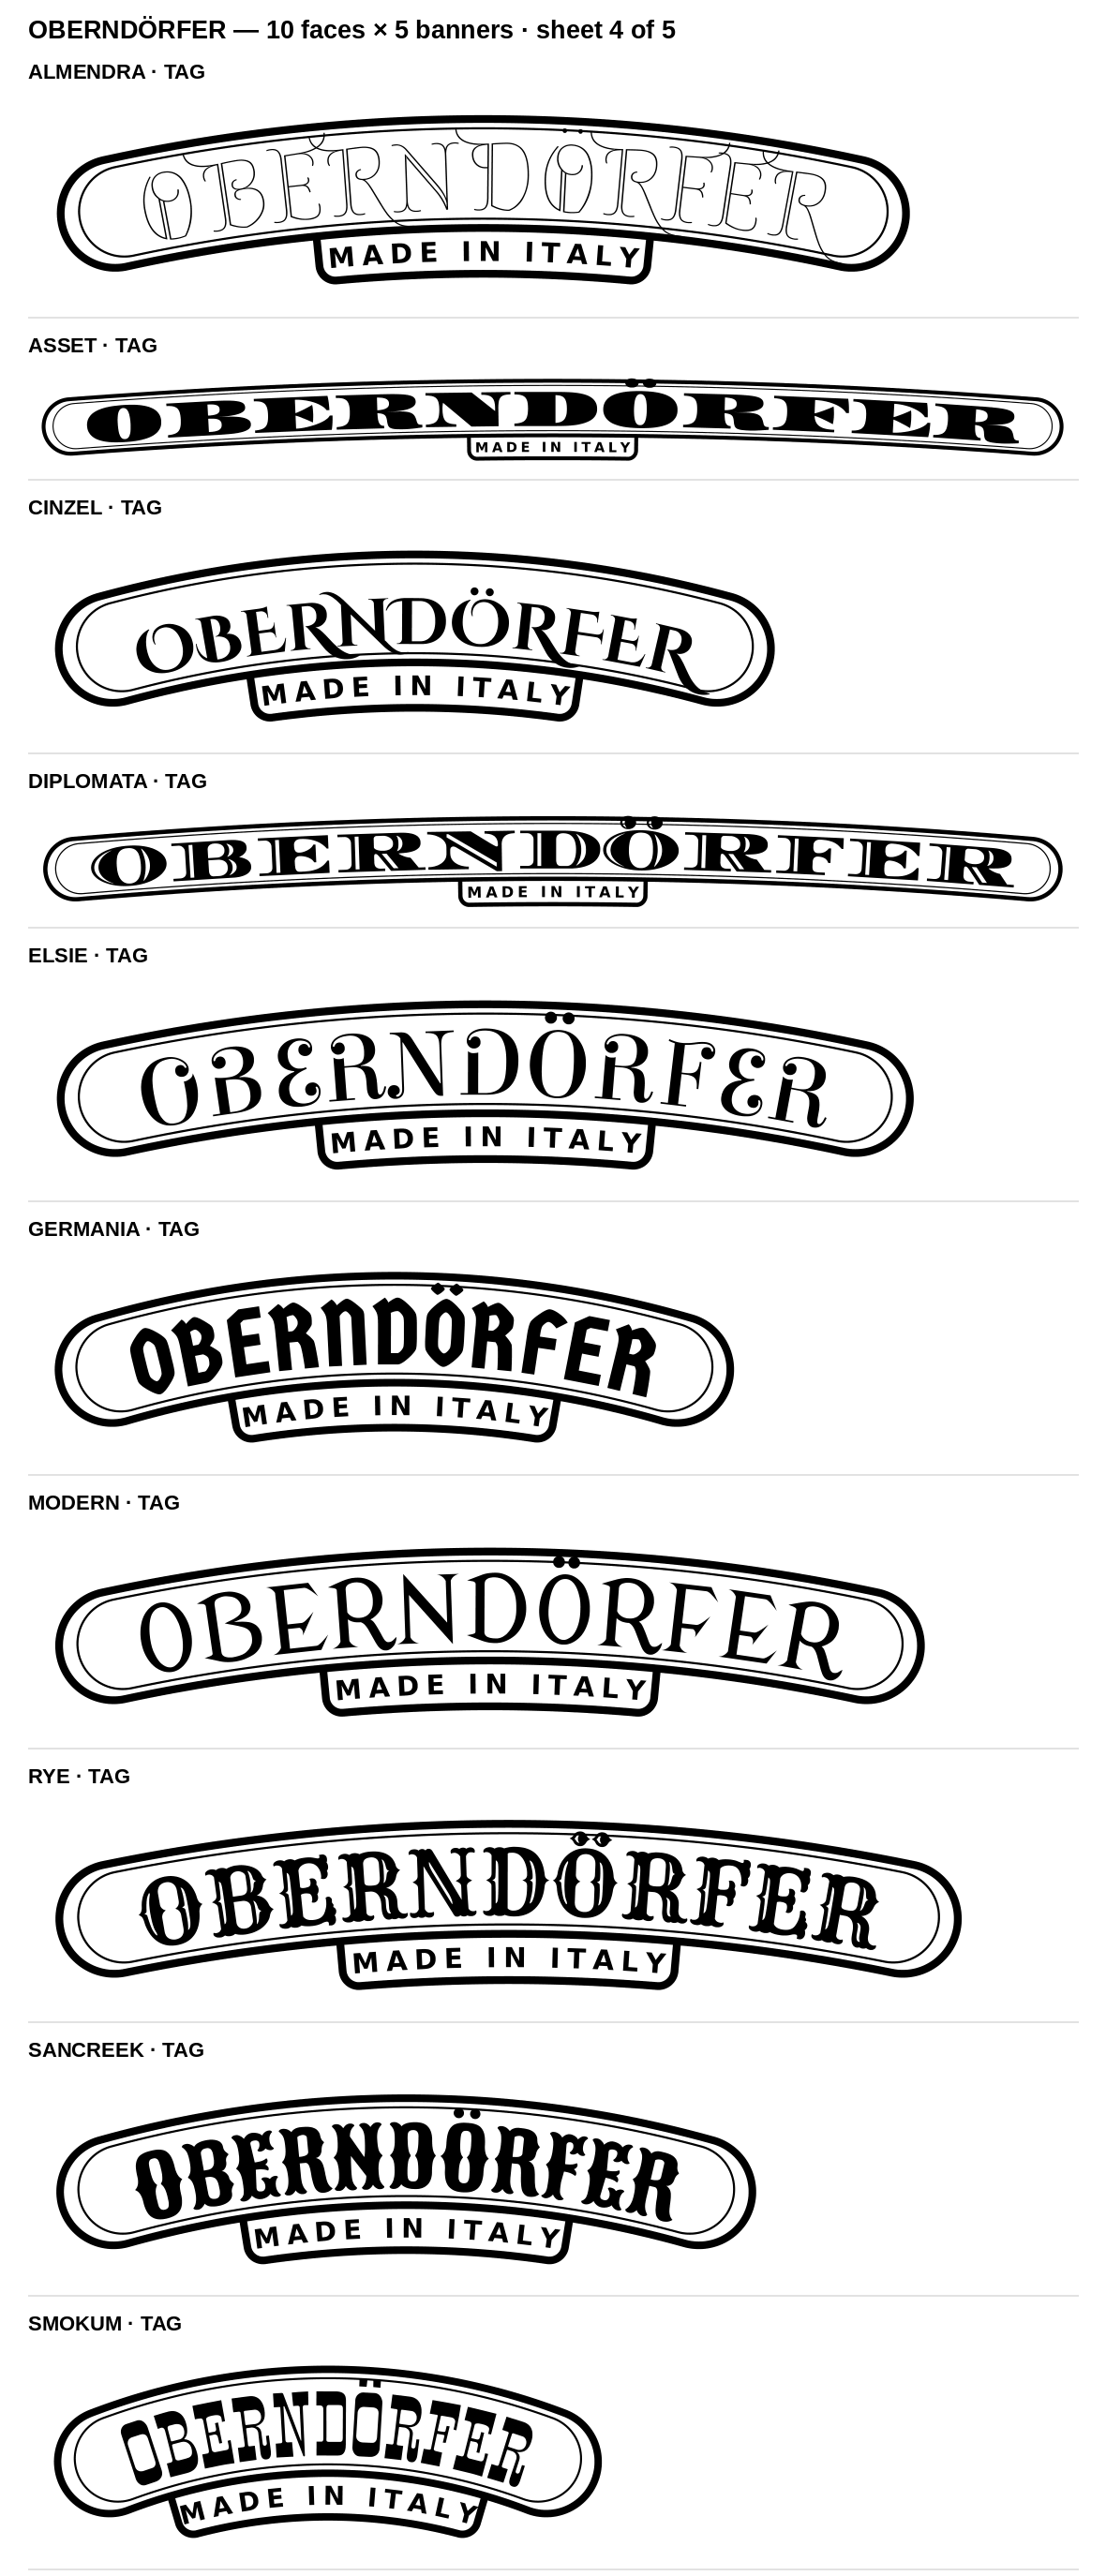 OBERNDÖRFER — 10 faces × 5 banners · sheet 4 of 5
ALMENDRA · TAG
OBERNDÖRFER
MADE IN ITALY
ASSET · TAG
OBERNDÖRFER
MADE IN ITALY
CINZEL · TAG
OBERNDÖRFER
MADE IN ITALY
DIPLOMATA · TAG
OBERNDÖRFER
MADE IN ITALY
ELSIE · TAG
OBERNDÖRFER
MADE IN ITALY
GERMANIA · TAG
OBERNDÖRFER
MADE IN ITALY
MODERN · TAG
OBERNDÖRFER
MADE IN ITALY
RYE · TAG
OBERNDÖRFER
MADE IN ITALY
SANCREEK · TAG
OBERNDÖRFER
MADE IN ITALY
SMOKUM · TAG
OBERNDÖRFER
MADE IN ITALY